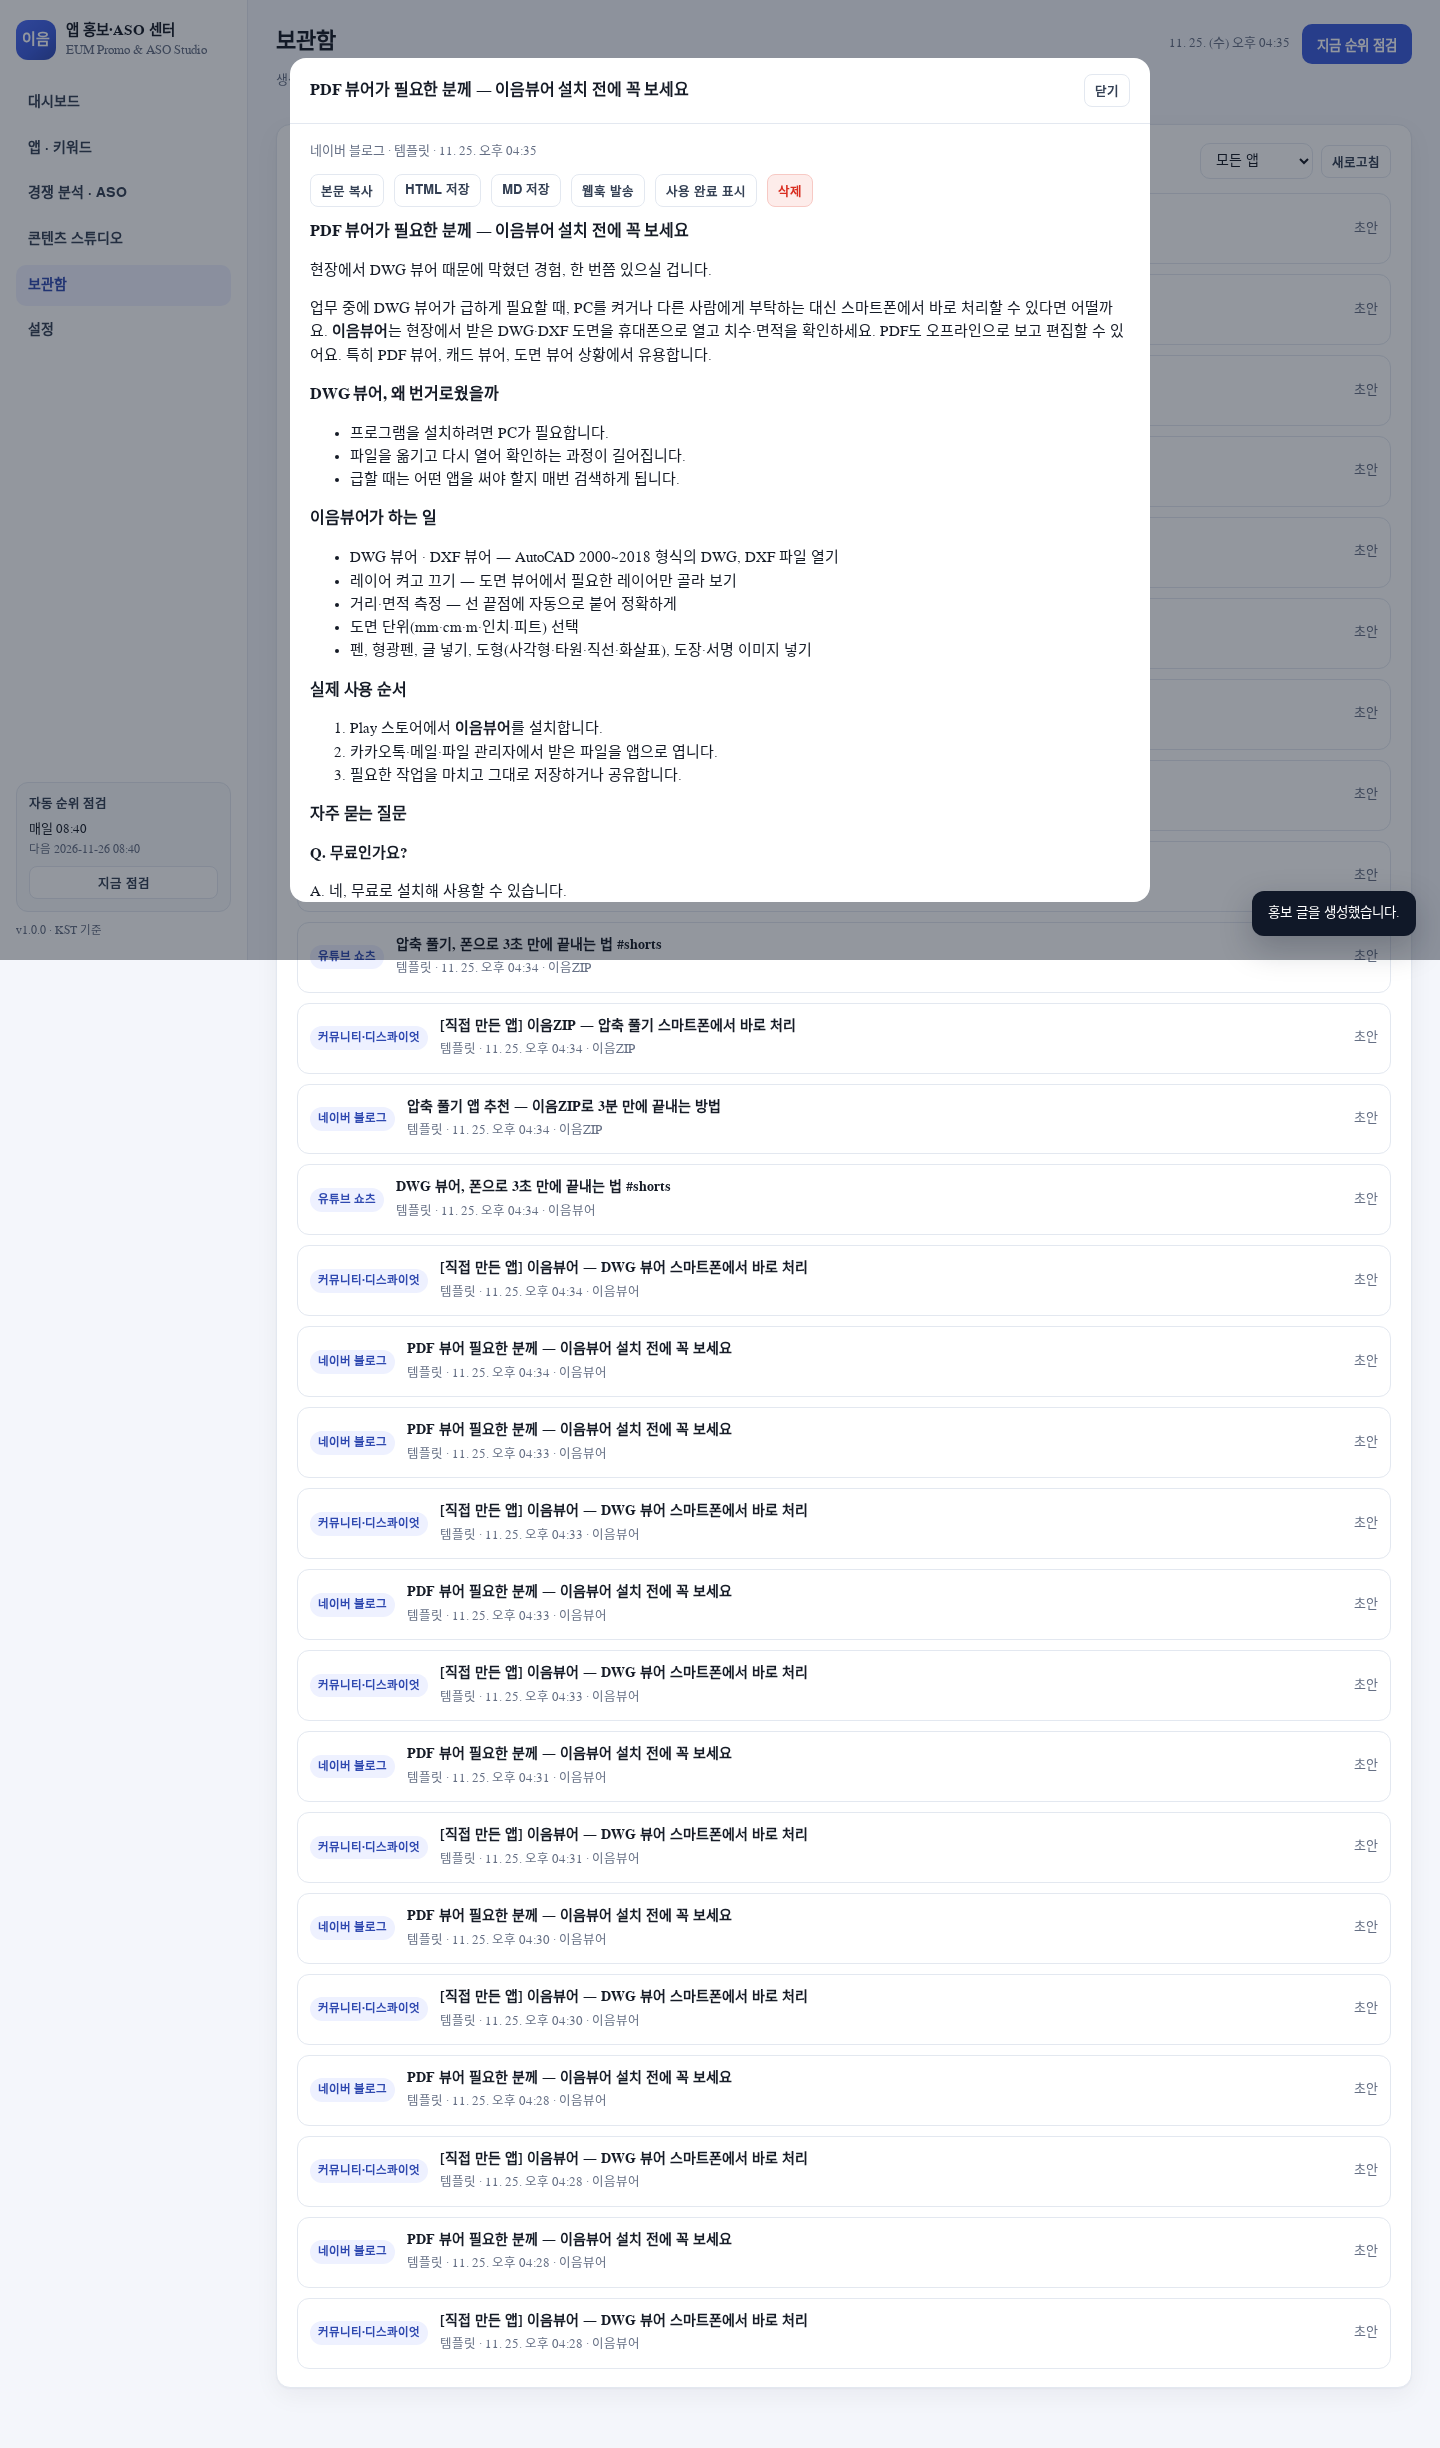 이음
앱 홍보·ASO 센터
EUM Promo & ASO Studio
대시보드
앱 · 키워드
경쟁 분석 · ASO
콘텐츠 스튜디오
보관함
설정
자동 순위 점검
매일 08:40
다음 2026-11-26 08:40
지금 점검
v1.0.0 · KST 기준
보관함
11. 25. (수) 오후 04:35
지금 순위 점검
모든 앱
새로고침
PDF 뷰어가 필요한 분께 — 이음뷰어 설치 전에 꼭 보세요
닫기
네이버 블로그 · 템플릿 · 11. 25. 오후 04:35
본문 복사
HTML 저장
MD 저장
웹훅 발송
사용 완료 표시
삭제
PDF 뷰어가 필요한 분께 — 이음뷰어 설치 전에 꼭 보세요
현장에서 DWG 뷰어 때문에 막혔던 경험, 한 번쯤 있으실 겁니다.
업무 중에 DWG 뷰어가 급하게 필요할 때, PC를 켜거나 다른 사람에게 부탁하는 대신 스마트폰에서 바로 처리할 수 있다면 어떨까
요. 이음뷰어는 현장에서 받은 DWG·DXF 도면을 휴대폰으로 열고 치수·면적을 확인하세요. PDF도 오프라인으로 보고 편집할 수 있
어요. 특히 PDF 뷰어, 캐드 뷰어, 도면 뷰어 상황에서 유용합니다.
DWG 뷰어, 왜 번거로웠을까
• 프로그램을 설치하려면 PC가 필요합니다.
• 파일을 옮기고 다시 열어 확인하는 과정이 길어집니다.
• 급할 때는 어떤 앱을 써야 할지 매번 검색하게 됩니다.
이음뷰어가 하는 일
• DWG 뷰어 · DXF 뷰어 — AutoCAD 2000~2018 형식의 DWG, DXF 파일 열기
• 레이어 켜고 끄기 — 도면 뷰어에서 필요한 레이어만 골라 보기
• 거리·면적 측정 — 선 끝점에 자동으로 붙어 정확하게
• 도면 단위(mm·cm·m·인치·피트) 선택
• 펜, 형광펜, 글 넣기, 도형(사각형·타원·직선·화살표), 도장·서명 이미지 넣기
실제 사용 순서
1. Play 스토어에서 이음뷰어를 설치합니다.
2. 카카오톡·메일·파일 관리자에서 받은 파일을 앱으로 엽니다.
3. 필요한 작업을 마치고 그대로 저장하거나 공유합니다.
자주 묻는 질문
Q. 무료인가요?
A. 네, 무료로 설치해 사용할 수 있습니다.
초안
초안
초안
초안
초안
초안
초안
초안
초안
홍보 글을 생성했습니다.
유튜브 쇼츠
압축 풀기, 폰으로 3초 만에 끝내는 법 #shorts
템플릿 · 11. 25. 오후 04:34 · 이음ZIP
초안
커뮤니티·디스콰이엇
[직접 만든 앱] 이음ZIP — 압축 풀기 스마트폰에서 바로 처리
템플릿 · 11. 25. 오후 04:34 · 이음ZIP
초안
네이버 블로그
압축 풀기 앱 추천 — 이음ZIP로 3분 만에 끝내는 방법
템플릿 · 11. 25. 오후 04:34 · 이음ZIP
초안
유튜브 쇼츠
DWG 뷰어, 폰으로 3초 만에 끝내는 법 #shorts
템플릿 · 11. 25. 오후 04:34 · 이음뷰어
초안
커뮤니티·디스콰이엇
[직접 만든 앱] 이음뷰어 — DWG 뷰어 스마트폰에서 바로 처리
템플릿 · 11. 25. 오후 04:34 · 이음뷰어
초안
네이버 블로그
PDF 뷰어 필요한 분께 — 이음뷰어 설치 전에 꼭 보세요
템플릿 · 11. 25. 오후 04:34 · 이음뷰어
초안
네이버 블로그
PDF 뷰어 필요한 분께 — 이음뷰어 설치 전에 꼭 보세요
템플릿 · 11. 25. 오후 04:33 · 이음뷰어
초안
커뮤니티·디스콰이엇
[직접 만든 앱] 이음뷰어 — DWG 뷰어 스마트폰에서 바로 처리
템플릿 · 11. 25. 오후 04:33 · 이음뷰어
초안
네이버 블로그
PDF 뷰어 필요한 분께 — 이음뷰어 설치 전에 꼭 보세요
템플릿 · 11. 25. 오후 04:33 · 이음뷰어
초안
커뮤니티·디스콰이엇
[직접 만든 앱] 이음뷰어 — DWG 뷰어 스마트폰에서 바로 처리
템플릿 · 11. 25. 오후 04:33 · 이음뷰어
초안
네이버 블로그
PDF 뷰어 필요한 분께 — 이음뷰어 설치 전에 꼭 보세요
템플릿 · 11. 25. 오후 04:31 · 이음뷰어
초안
커뮤니티·디스콰이엇
[직접 만든 앱] 이음뷰어 — DWG 뷰어 스마트폰에서 바로 처리
템플릿 · 11. 25. 오후 04:31 · 이음뷰어
초안
네이버 블로그
PDF 뷰어 필요한 분께 — 이음뷰어 설치 전에 꼭 보세요
템플릿 · 11. 25. 오후 04:30 · 이음뷰어
초안
커뮤니티·디스콰이엇
[직접 만든 앱] 이음뷰어 — DWG 뷰어 스마트폰에서 바로 처리
템플릿 · 11. 25. 오후 04:30 · 이음뷰어
초안
네이버 블로그
PDF 뷰어 필요한 분께 — 이음뷰어 설치 전에 꼭 보세요
템플릿 · 11. 25. 오후 04:28 · 이음뷰어
초안
커뮤니티·디스콰이엇
[직접 만든 앱] 이음뷰어 — DWG 뷰어 스마트폰에서 바로 처리
템플릿 · 11. 25. 오후 04:28 · 이음뷰어
초안
네이버 블로그
PDF 뷰어 필요한 분께 — 이음뷰어 설치 전에 꼭 보세요
템플릿 · 11. 25. 오후 04:28 · 이음뷰어
초안
커뮤니티·디스콰이엇
[직접 만든 앱] 이음뷰어 — DWG 뷰어 스마트폰에서 바로 처리
템플릿 · 11. 25. 오후 04:28 · 이음뷰어
초안